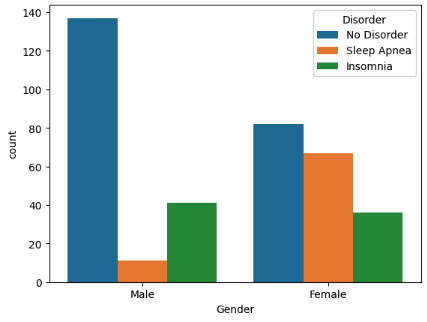 140
120
100
80
60
40
20
0
count
Disorder
No Disorder
Sleep Apnea
Insomnia
Male
Female
Gender